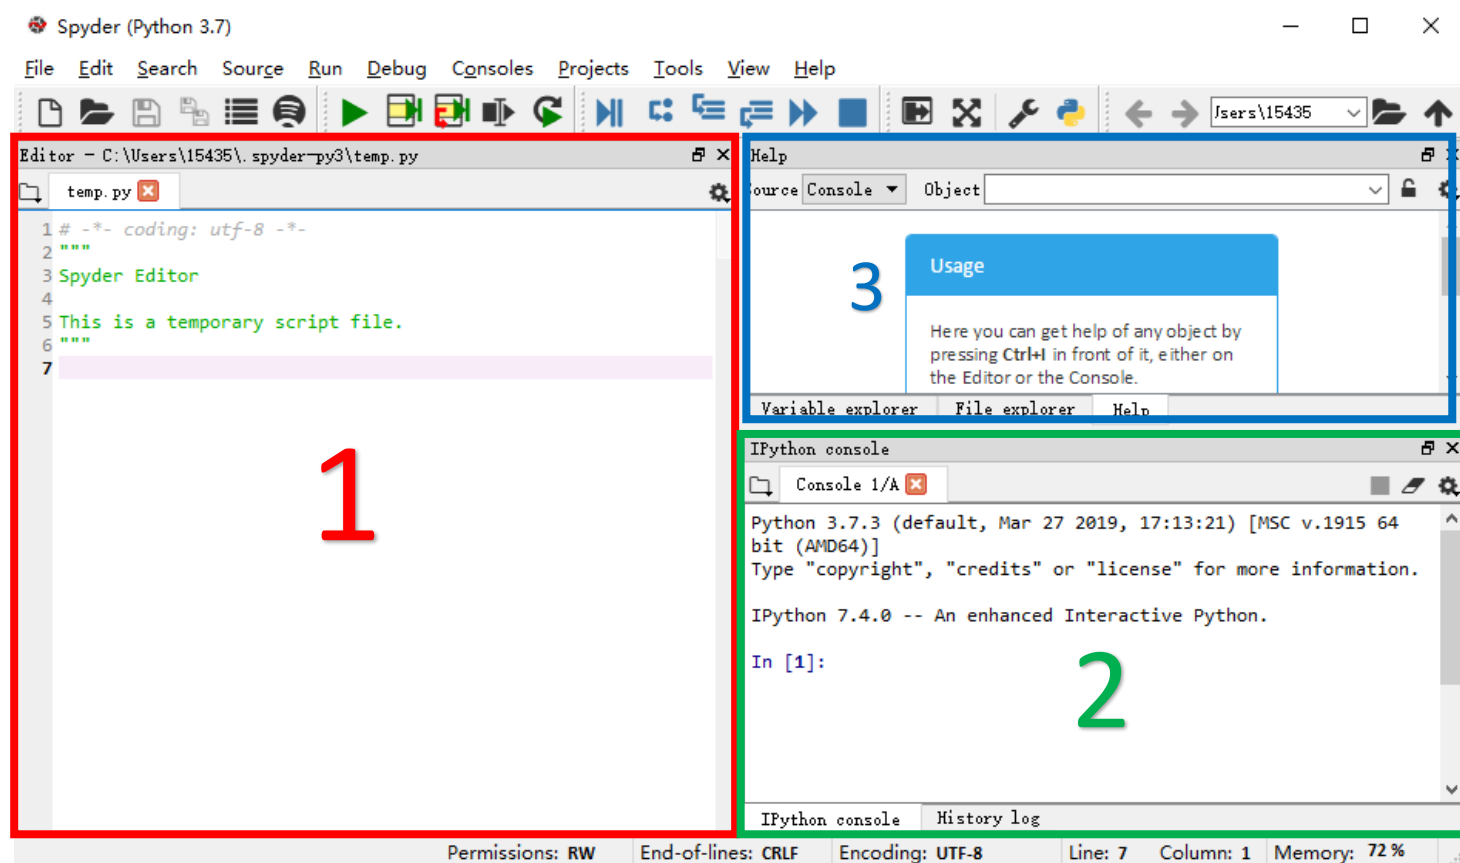 Spyder (Python 3.7)
File Edit Search Source Run Debug Consoles Projects Tools View Help
Users\15435
Editor - C:\Users\15435\.spyder-py3\temp.py
temp.py
1 # -*- coding: utf-8 -*-
2 """
3 Spyder Editor
4
5 This is a temporary script file.
6 """
7
1
Help
Source Console Object
Usage
3
Here you can get help of any object by
pressing Ctrl+I in front of it, either on
the Editor or the Console.
Variable explorer File explorer Help
IPython console
Console 1/A
Python 3.7.3 (default, Mar 27 2019, 17:13:21) [MSC v.1915 64
bit (AMD64)]
Type "copyright", "credits" or "license" for more information.
IPython 7.4.0 -- An enhanced Interactive Python.
In [1]:
2
IPython console History log
Permissions: RW End-of-lines: CRLF Encoding: UTF-8 Line: 7 Column: 1 Memory: 72 %